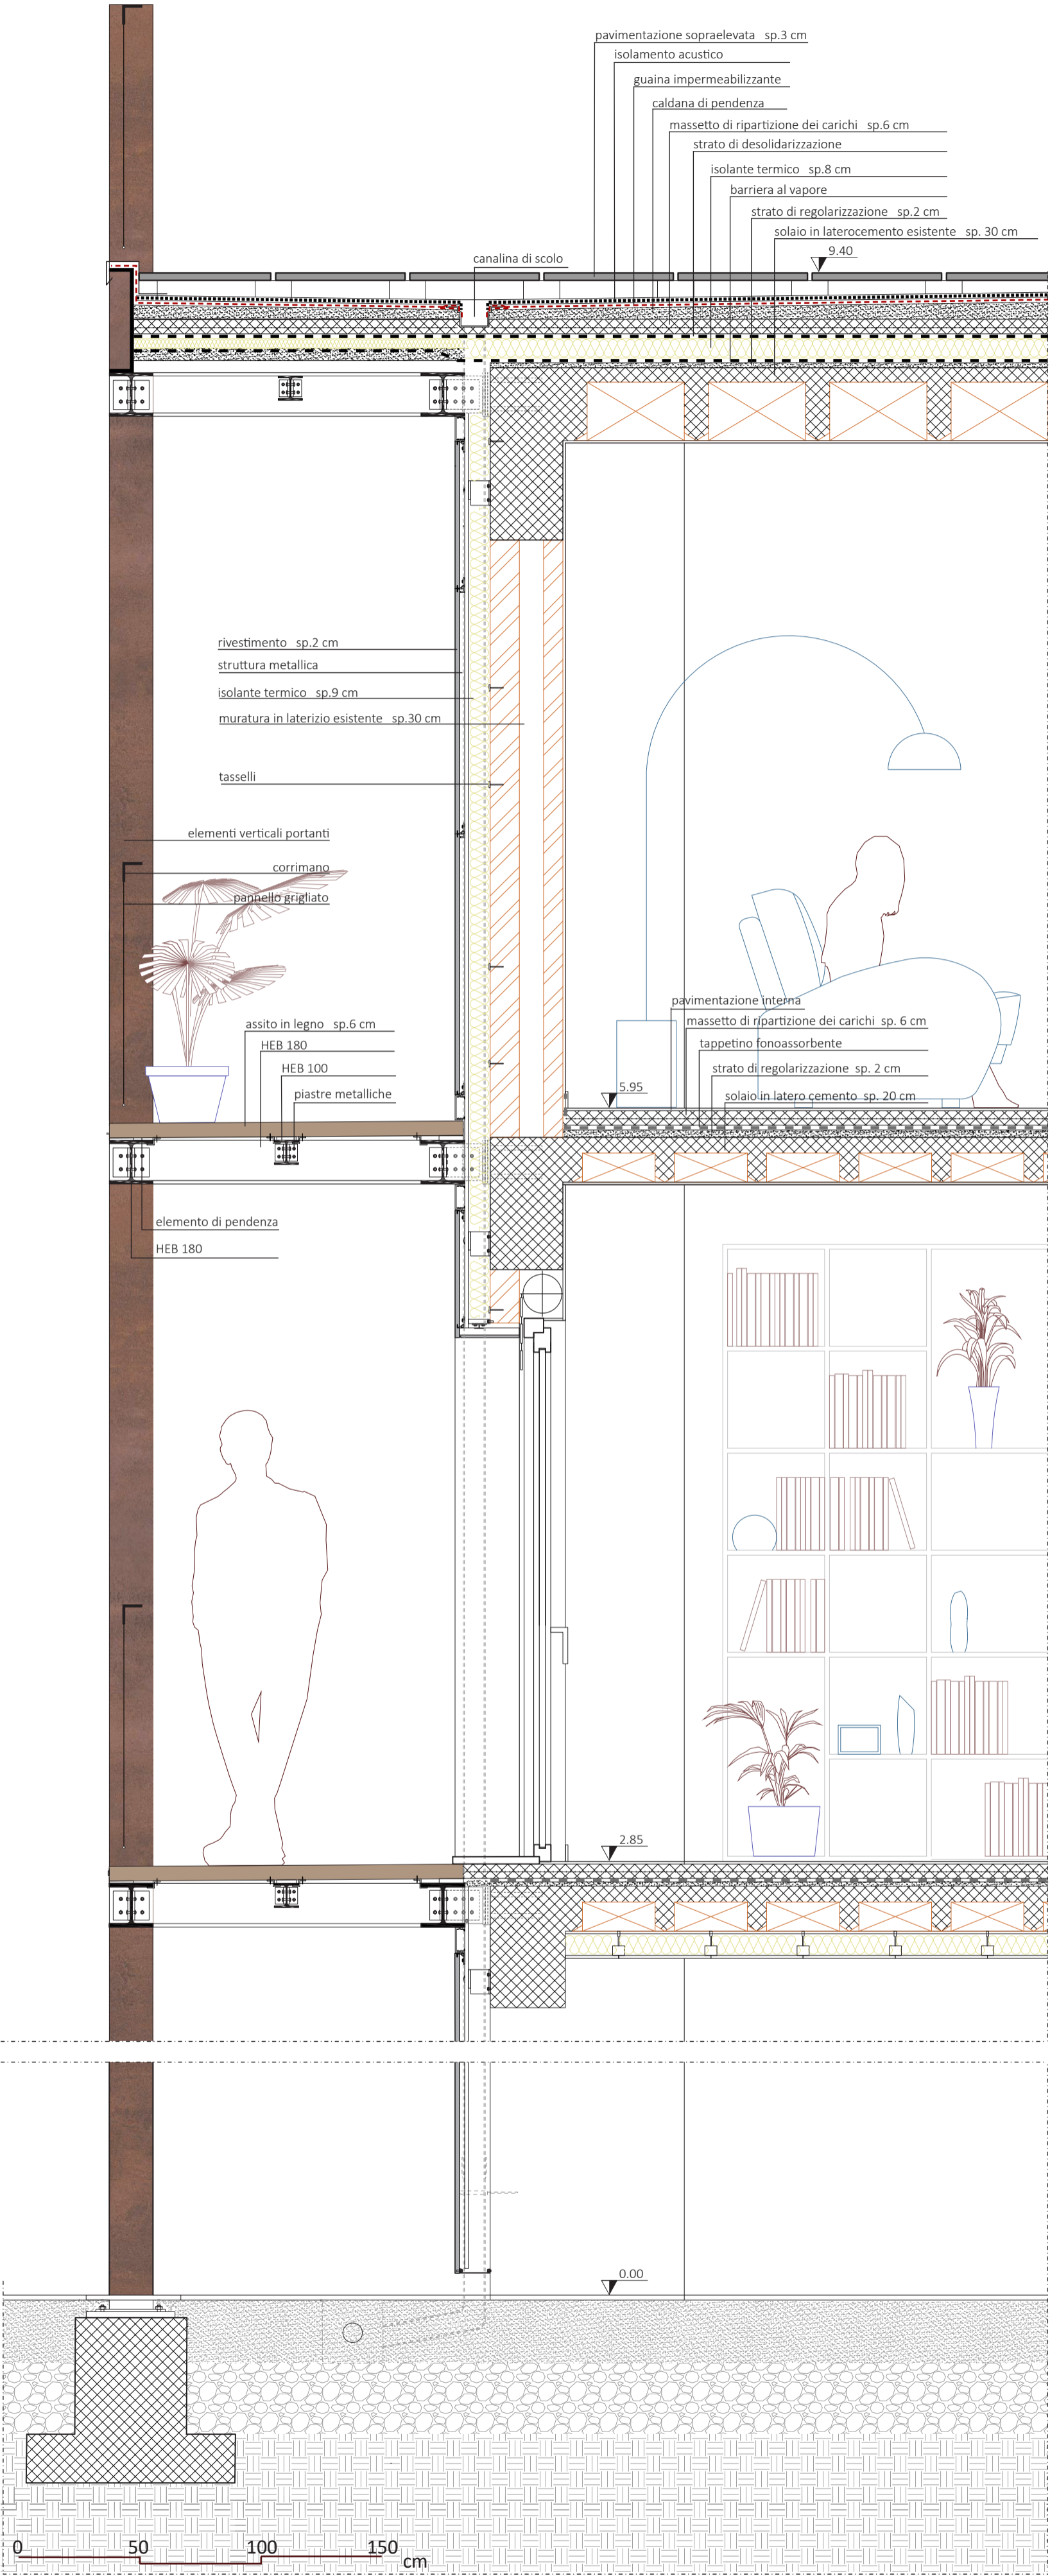 pavimentazione sopraelevata sp.3 cm
isolamento acustico
guaina impermeabilizzante
caldana di pendenza
massetto di ripartizione dei carichi sp.6 cm
strato di desolidarizzazione
isolante termico sp.8 cm
barriera al vapore
strato di regolarizzazione sp.2 cm
solaio in laterocemento esistente sp. 30 cm
9.40
canalina di scolo
rivestimento sp.2 cm
struttura metallica
isolante termico sp.9 cm
muratura in laterizio esistente sp.30 cm
tasselli
elementi verticali portanti
corrimano
pannello grigliato
pavimentazione interna
massetto di ripartizione dei carichi sp. 6 cm
tappetino fonoassorbente
strato di regolarizzazione sp. 2 cm
solaio in latero cemento sp. 20 cm
5.95
assito in legno sp.6 cm
HEB 180
HEB 100
piastre metalliche
elemento di pendenza
HEB 180
2.85
0.00
0 50 100 150 cm